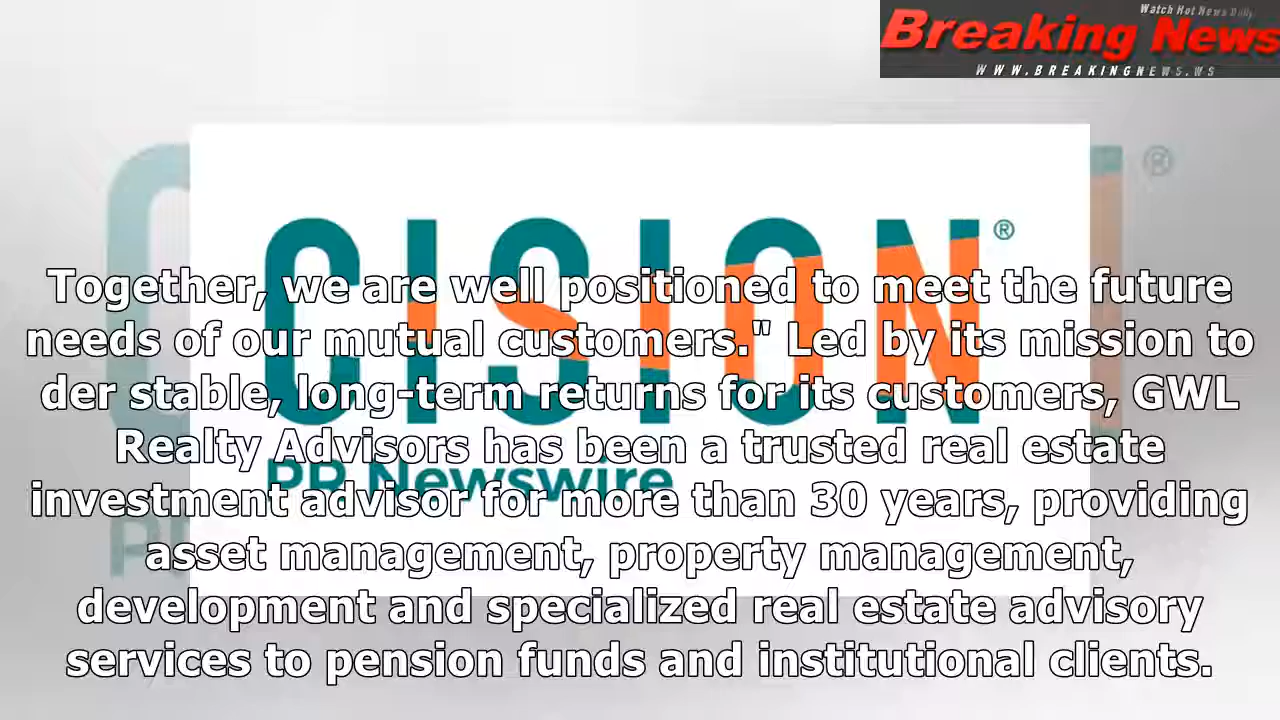 Watch Hot News Daily
Breaking News
WWW.BREAKINGNEWS.WS
CISION®
®
Together, we are well positioned to meet the future
needs of our mutual customers." Led by its mission to
der stable, long-term returns for its customers, GWL
Realty Advisors has been a trusted real estate
PR Newswire
investment advisor for more than 30 years, providing
asset management, property management,
development and specialized real estate advisory
services to pension funds and institutional clients.